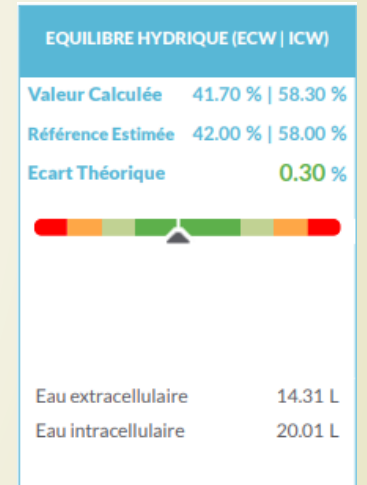 EQUILIBRE HYDRIQUE (ECW | ICW)
Valeur Calculée 41.70 % | 58.30 %
Référence Estimée 42.00 % | 58.00 %
Ecart Théorique 0.30 %
Eau extracellulaire 14.31 L
Eau intracellulaire 20.01 L